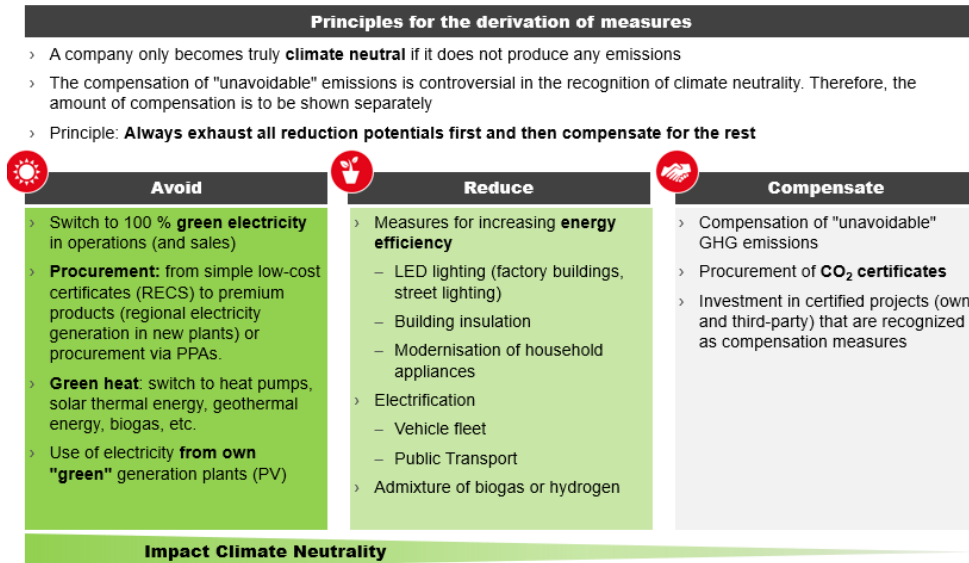 Principles for the derivation of measures
› A company only becomes truly climate neutral if it does not produce any emissions
› The compensation of "unavoidable" emissions is controversial in the recognition of climate neutrality. Therefore, the
amount of compensation is to be shown separately
› Principle: Always exhaust all reduction potentials first and then compensate for the rest
Avoid
› Switch to 100 % green electricity
in operations (and sales)
› Procurement: from simple low-cost
certificates (RECS) to premium
products (regional electricity
generation in new plants) or
procurement via PPAs.
› Green heat: switch to heat pumps,
solar thermal energy, geothermal
energy, biogas, etc.
› Use of electricity from own
"green" generation plants (PV)
Reduce
› Measures for increasing energy
efficiency
– LED lighting (factory buildings,
street lighting)
– Building insulation
– Modernisation of household
appliances
› Electrification
– Vehicle fleet
– Public Transport
› Admixture of biogas or hydrogen
Compensate
› Compensation of "unavoidable"
GHG emissions
› Procurement of CO₂ certificates
› Investment in certified projects (own
and third-party) that are recognized
as compensation measures
Impact Climate Neutrality